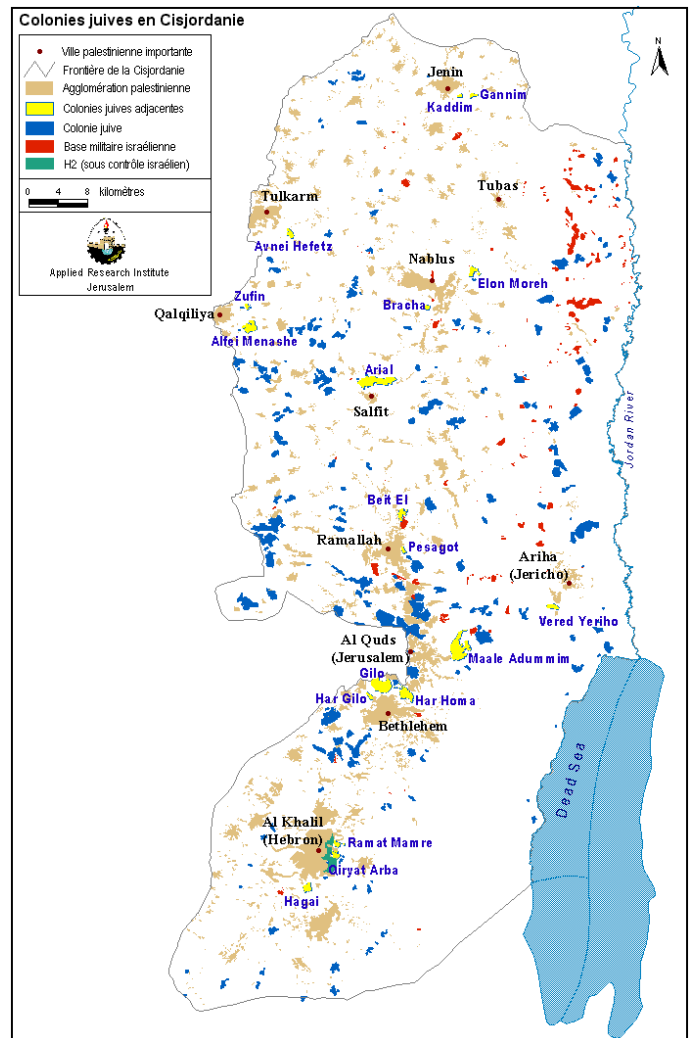 Colonies juives en Cisjordanie
Ville palestinienne importante
Frontière de la Cisjordanie
Agglomération palestinienne
Colonies juives adjacentes
Colonie juive
Base militaire israélienne
H2 (sous contrôle israélien)
0 4 8 kilomètres
Applied Research Institute
Jerusalem
N
Jenin
Kaddim
Gannim
Tubas
Tulkarm
Avnei Hefetz
Nablus
Elon Moreh
Zufin
Bracha
Qalqiliya
Alfei Menashe
Arial
Salfit
Jordan River
Beit El
Ramallah
Pesagot
Ariha
(Jericho)
Vered Yeriho
Al Quds
(Jerusalem)
Maale Adummim
Gilo
Har Gilo
Har Homa
Bethlehem
Dead Sea
Al Khalil
(Hebron)
Ramat Mamre
Qiryat Arba
Hagai